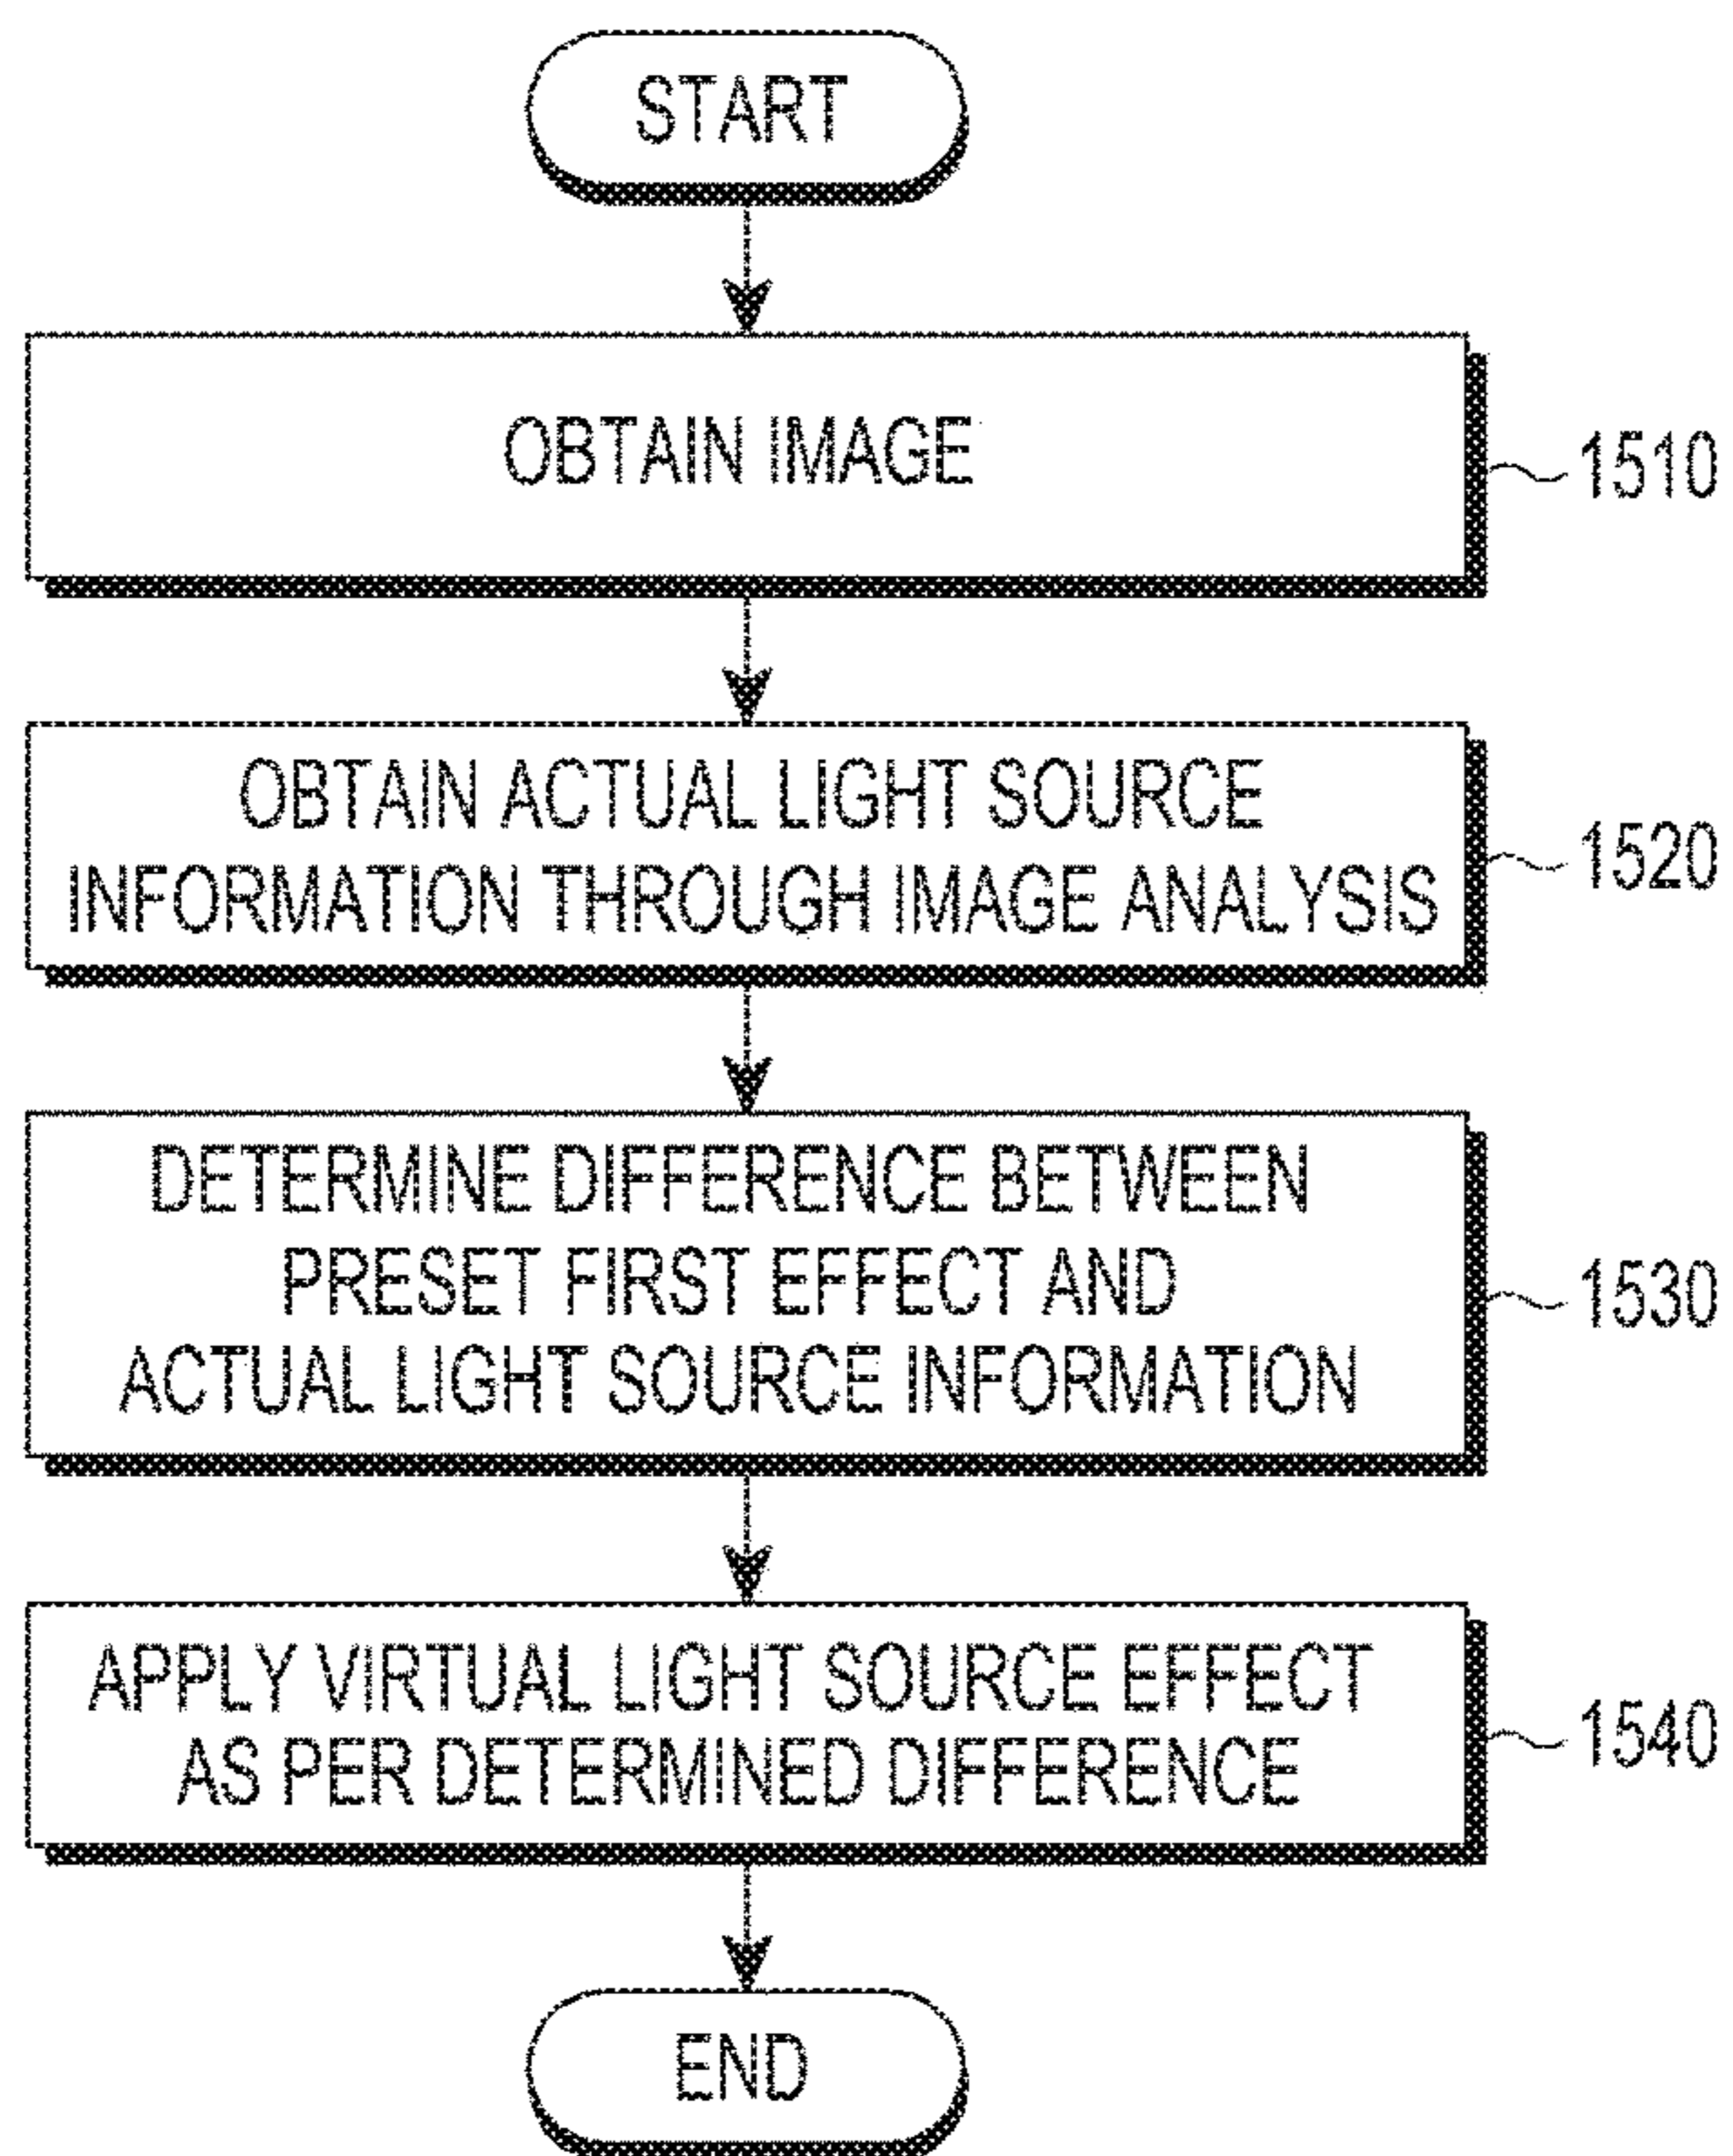 START
OBTAIN IMAGE
1510
OBTAIN ACTUAL LIGHT SOURCE
INFORMATION THROUGH IMAGE ANALYSIS
1520
DETERMINE DIFFERENCE BETWEEN
PRESET FIRST EFFECT AND
ACTUAL LIGHT SOURCE INFORMATION
1530
APPLY VIRTUAL LIGHT SOURCE EFFECT
AS PER DETERMINED DIFFERENCE
1540
END